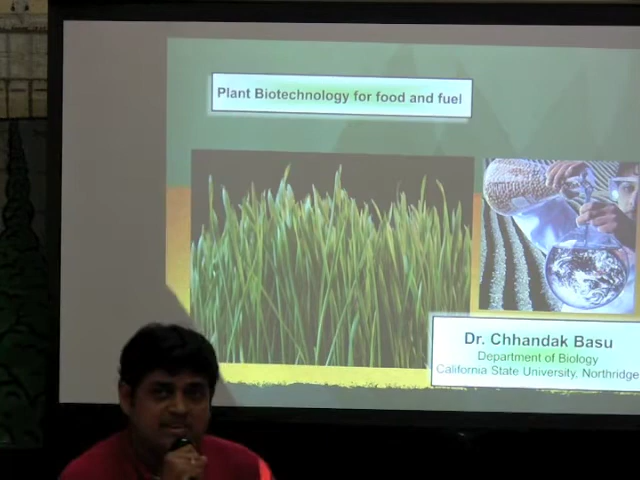 Plant Biotechnology for food and fuel
Dr. Chhandak Basu
Department of Biology
California State University, Northridge